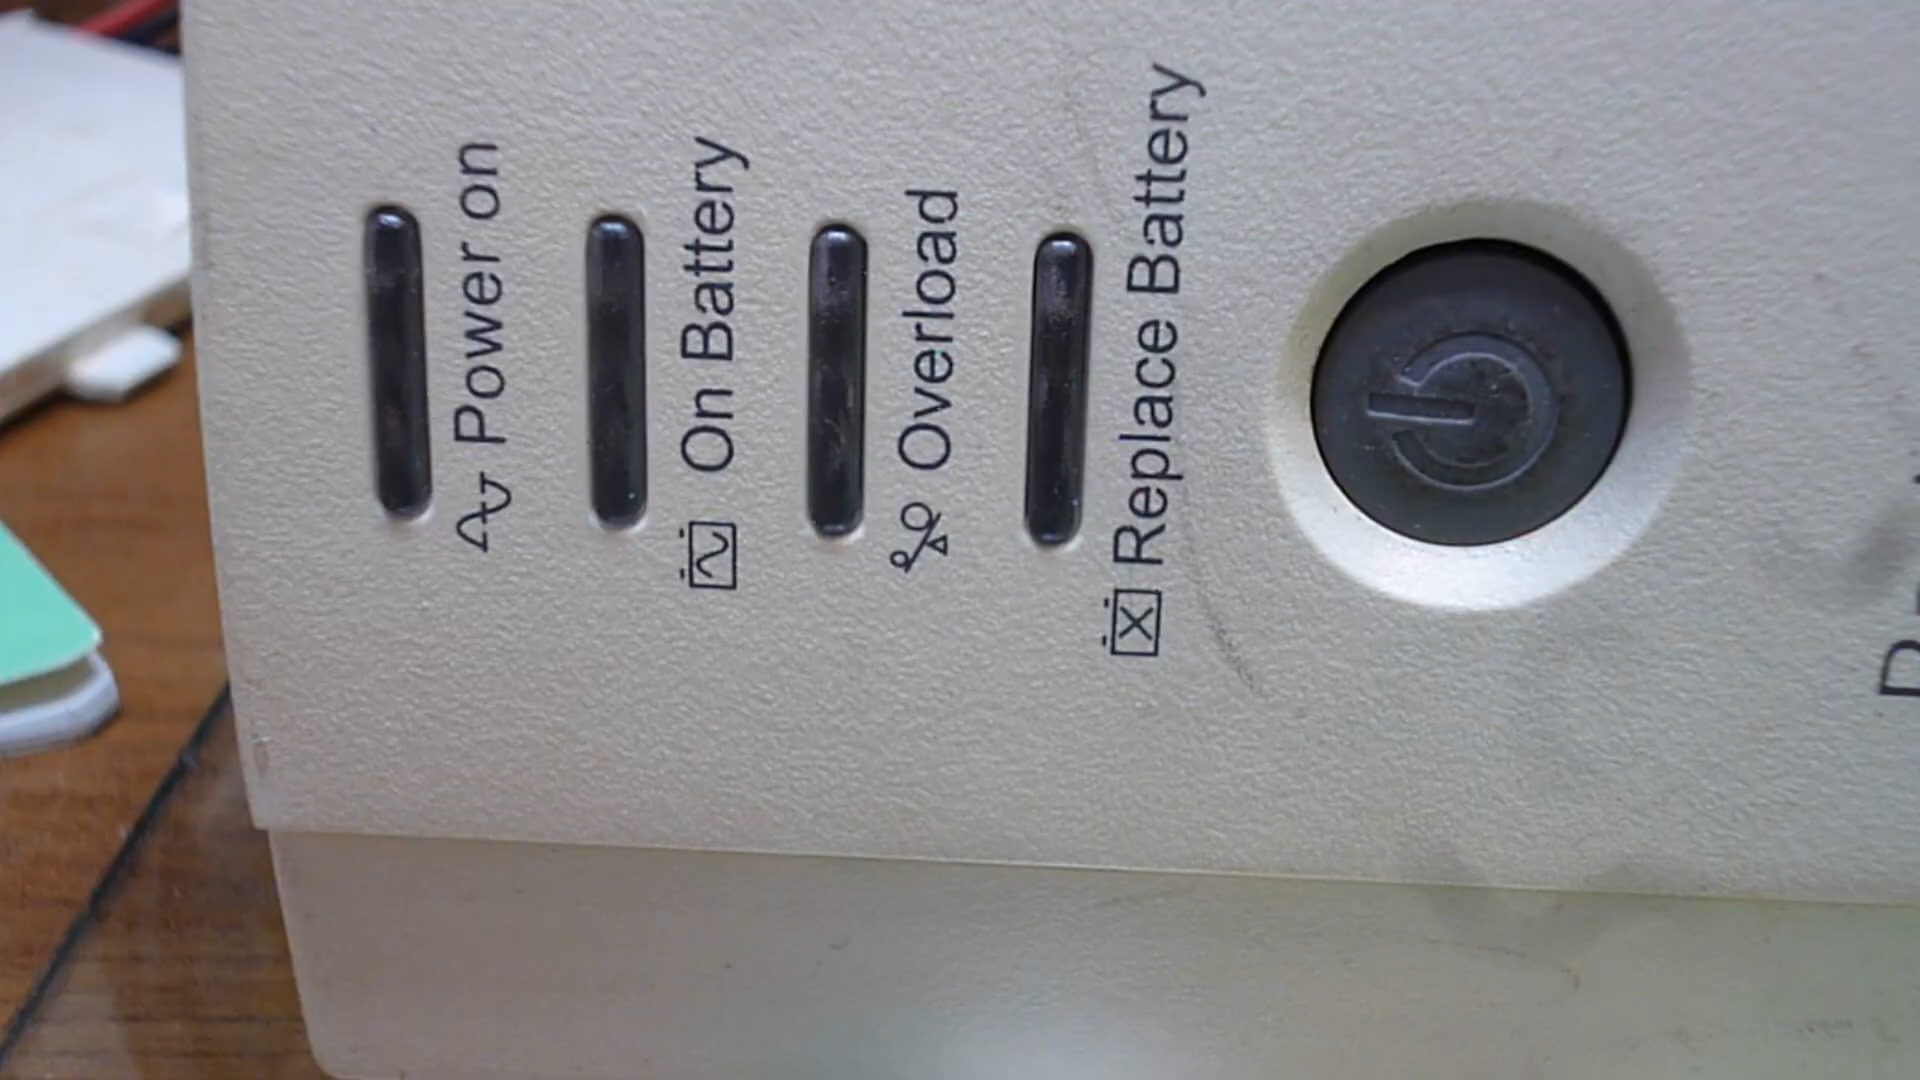 Power on
On Battery
Overload
Replace Battery